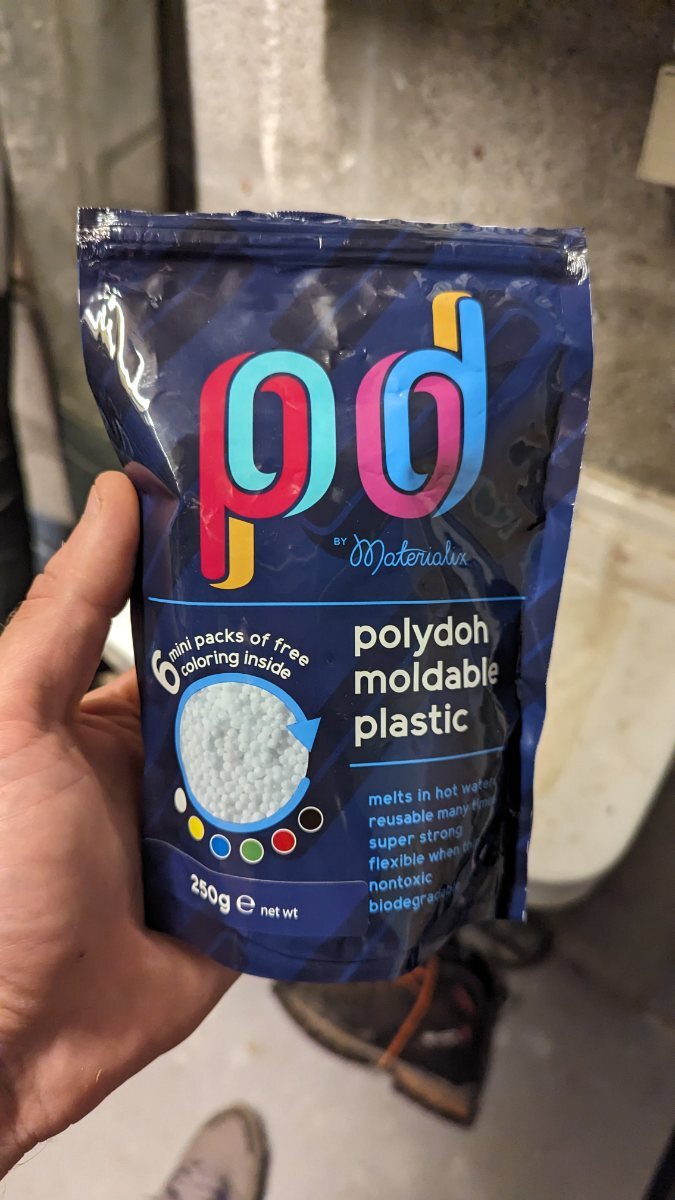 pd
BY Materialix
6 mini packs of free
coloring inside
polydoh
moldable
plastic
melts in hot water
reusable many
super strong
flexible when
nontoxic
250g e net wt